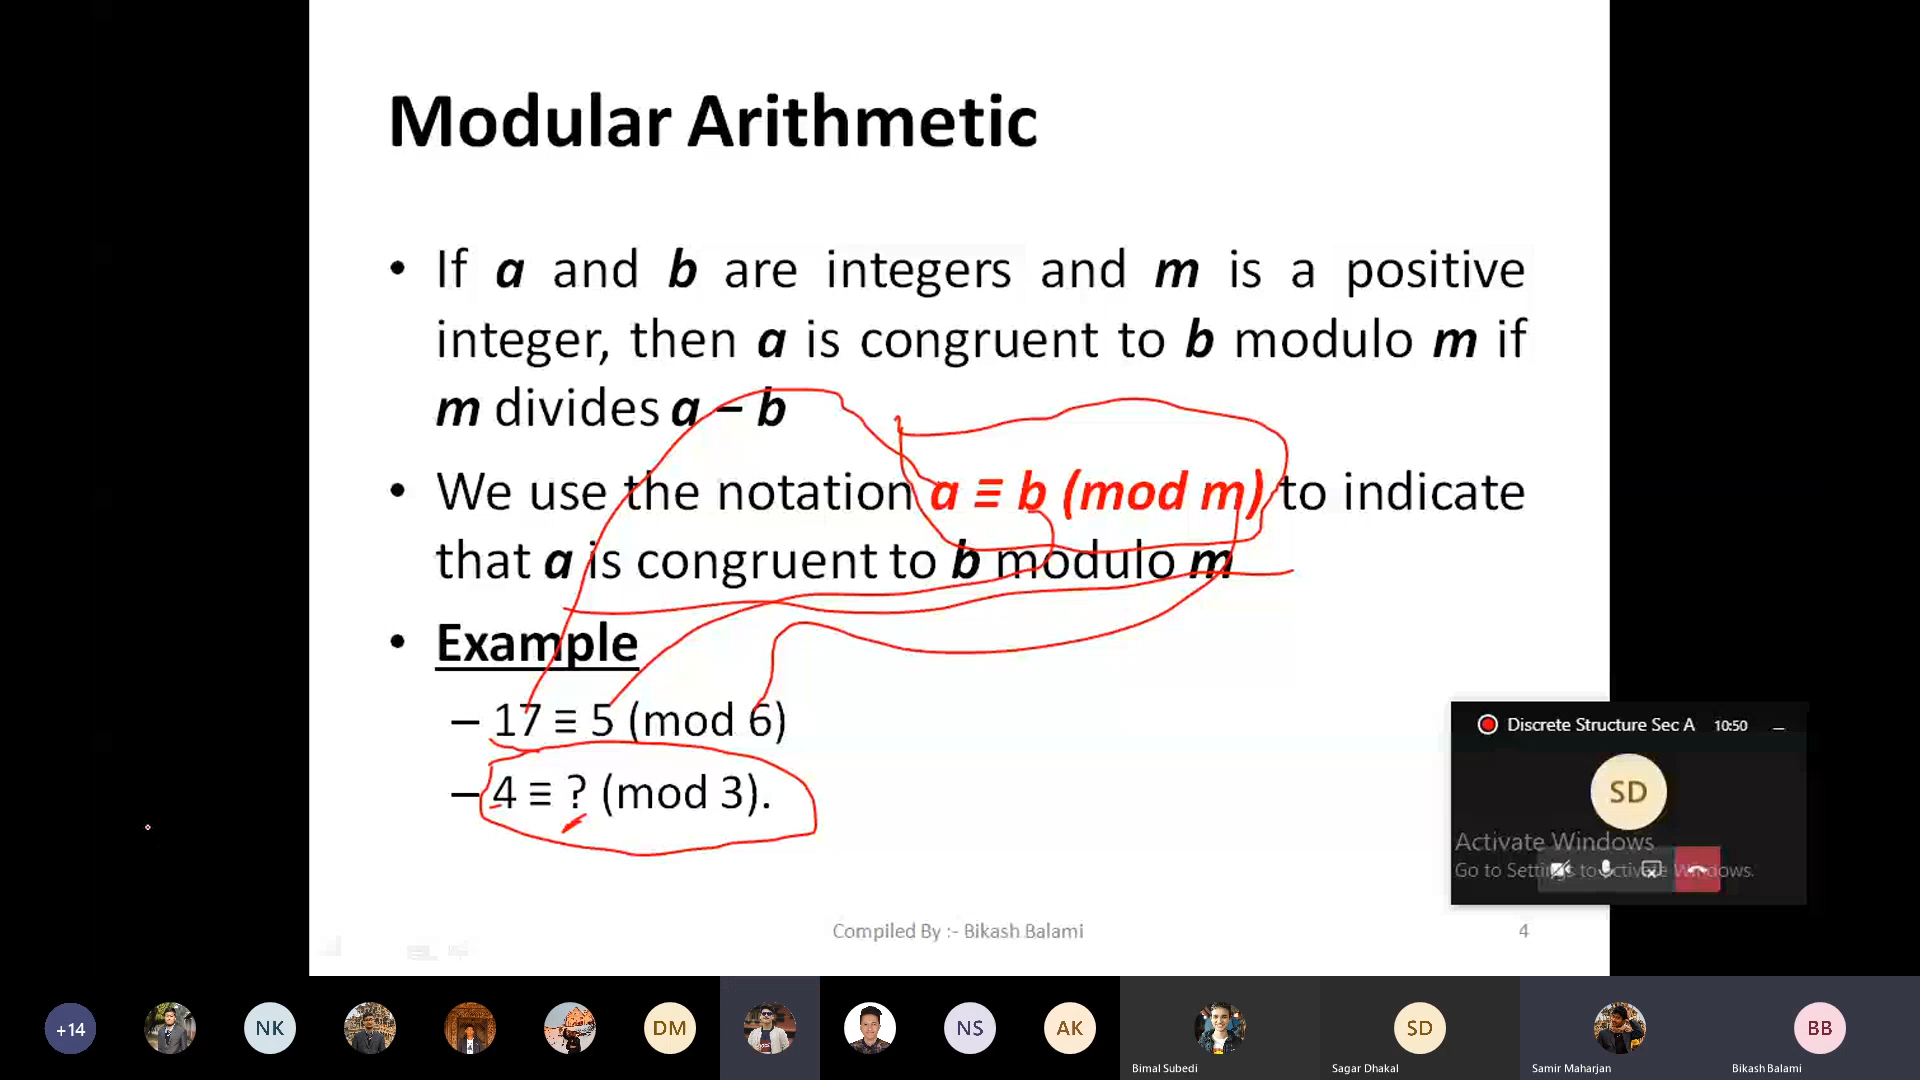 Modular Arithmetic
• If a and b are integers and m is a positive
integer, then a is congruent to b modulo m if
m divides a – b
• We use the notation a ≡ b (mod m) to indicate
that a is congruent to b modulo m
• Example
– 17 ≡ 5 (mod 6)
– 4 ≡ ? (mod 3).
Discrete Structure Sec A 10:50
SD
Activate Windows
Go to Settings to activate Windows.
Compiled By :- Bikash Balami
4
+14
NK
DM
NS
AK
Bimal Subedi
SD
Sagar Dhakal
Samir Maharjan
BB
Bikash Balami